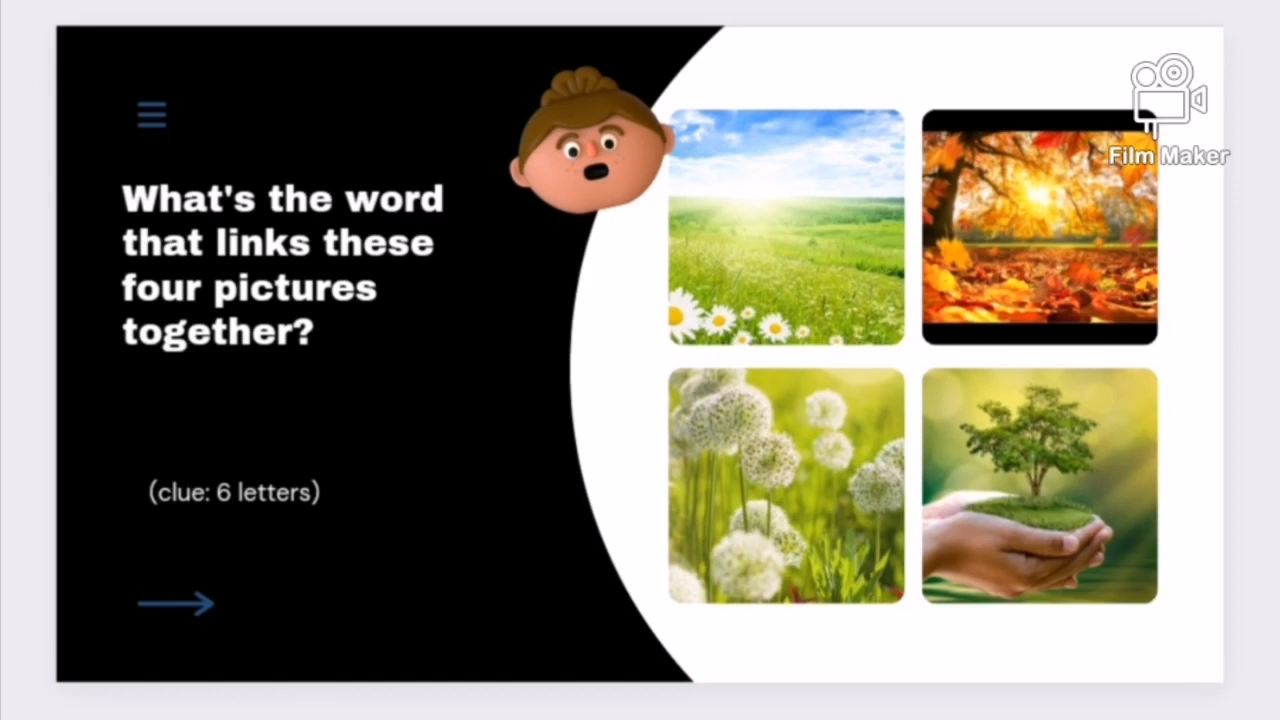 Film Maker
What's the word
that links these
four pictures
together?
(clue: 6 letters)